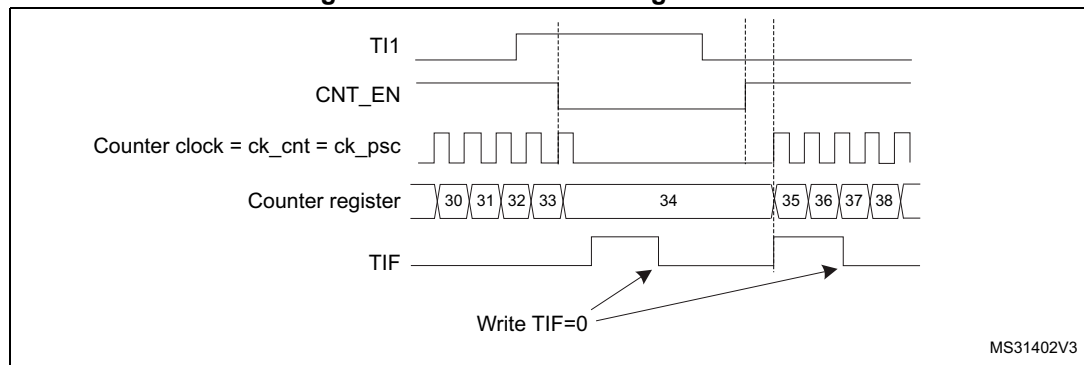 TI1
CNT_EN
Counter clock = ck_cnt = ck_psc
Counter register 30 31 32 33 34 35 36 37 38
TIF
Write TIF=0
MS31402V3